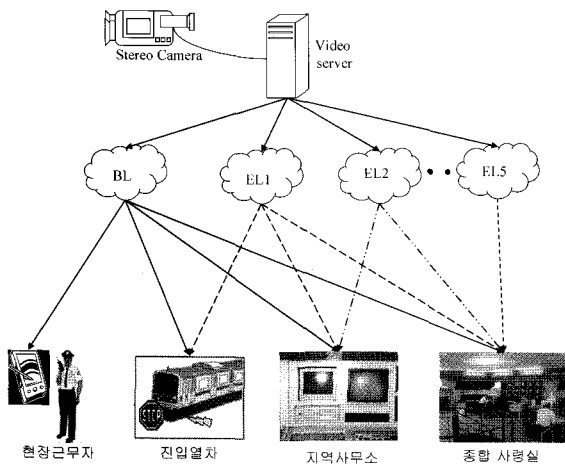 Stereo Camera
Video
server
BL
EL1
EL2
EL5
현장근무자
진입열차
지역사무소
종합 사령실